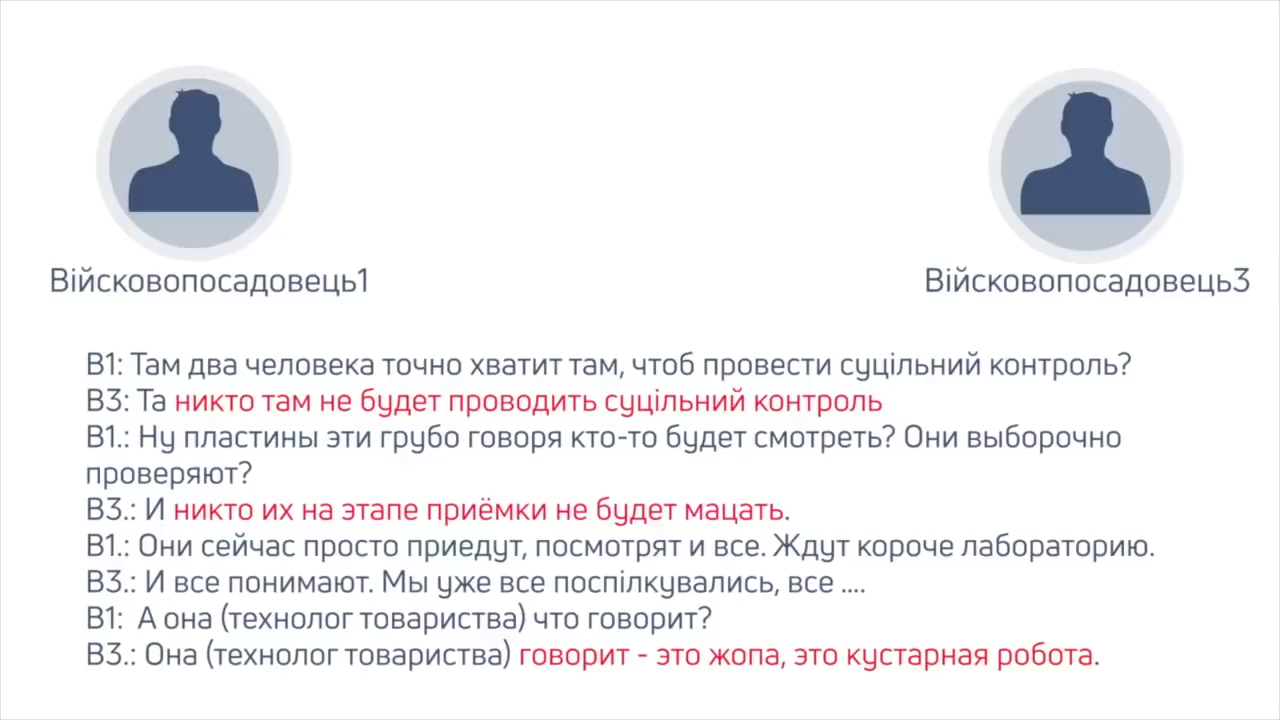 Військовопосадовець1
Військовопосадовець3
В1: Там два человека точно хватит там, чтоб провести суцільний контроль?
В3: Та никто там не будет проводить суцільний контроль
В1.: Ну пластины эти грубо говоря кто-то будет смотреть? Они выборочно
проверяют?
В3.: И никто их на этапе приёмки не будет мацать.
В1.: Они сейчас просто приедут, посмотрят и все. Ждут короче лабораторию.
В3.: И все понимают. Мы уже все поспілкувались, все ....
В1: А она (технолог товариства) что говорит?
В3.: Она (технолог товариства) говорит - это жопа, это кустарная робота.